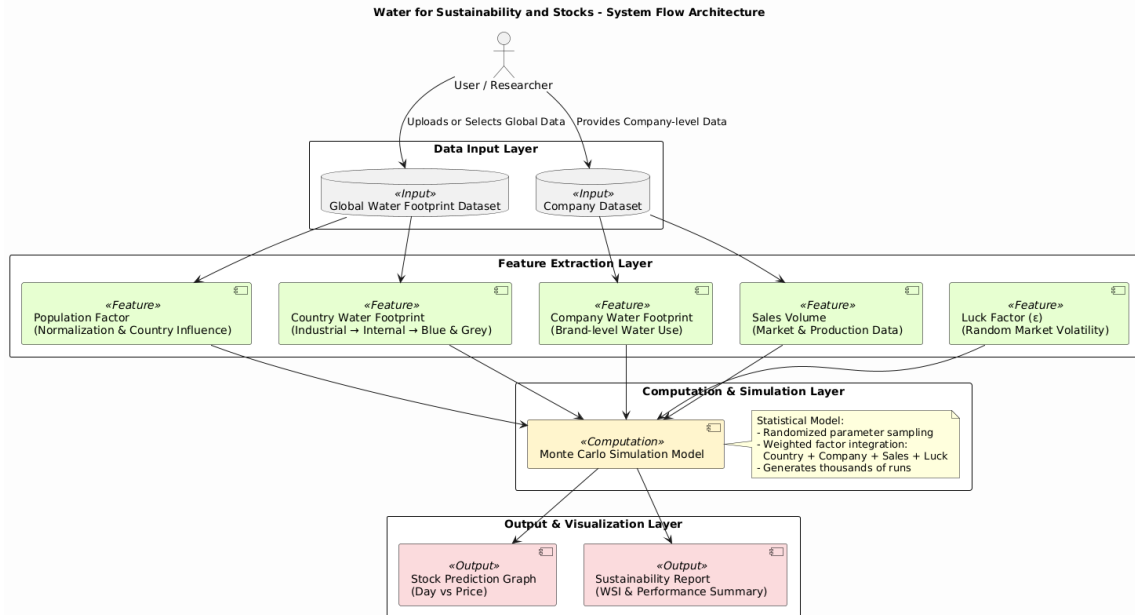 Water for Sustainability and Stocks - System Flow Architecture
User / Researcher
Uploads or Selects Global Data
Provides Company-level Data
Data Input Layer
«Input»
Global Water Footprint Dataset
«Input»
Company Dataset
Feature Extraction Layer
«Feature»
Population Factor
(Normalization & Country Influence)
«Feature»
Country Water Footprint
(Industrial → Internal → Blue & Grey)
«Feature»
Company Water Footprint
(Brand-level Water Use)
«Feature»
Sales Volume
(Market & Production Data)
«Feature»
Luck Factor (ε)
(Random Market Volatility)
Computation & Simulation Layer
«Computation»
Monte Carlo Simulation Model
Statistical Model:
- Randomized parameter sampling
- Weighted factor integration:
Country + Company + Sales + Luck
- Generates thousands of runs
Output & Visualization Layer
«Output»
Stock Prediction Graph
(Day vs Price)
«Output»
Sustainability Report
(WSI & Performance Summary)